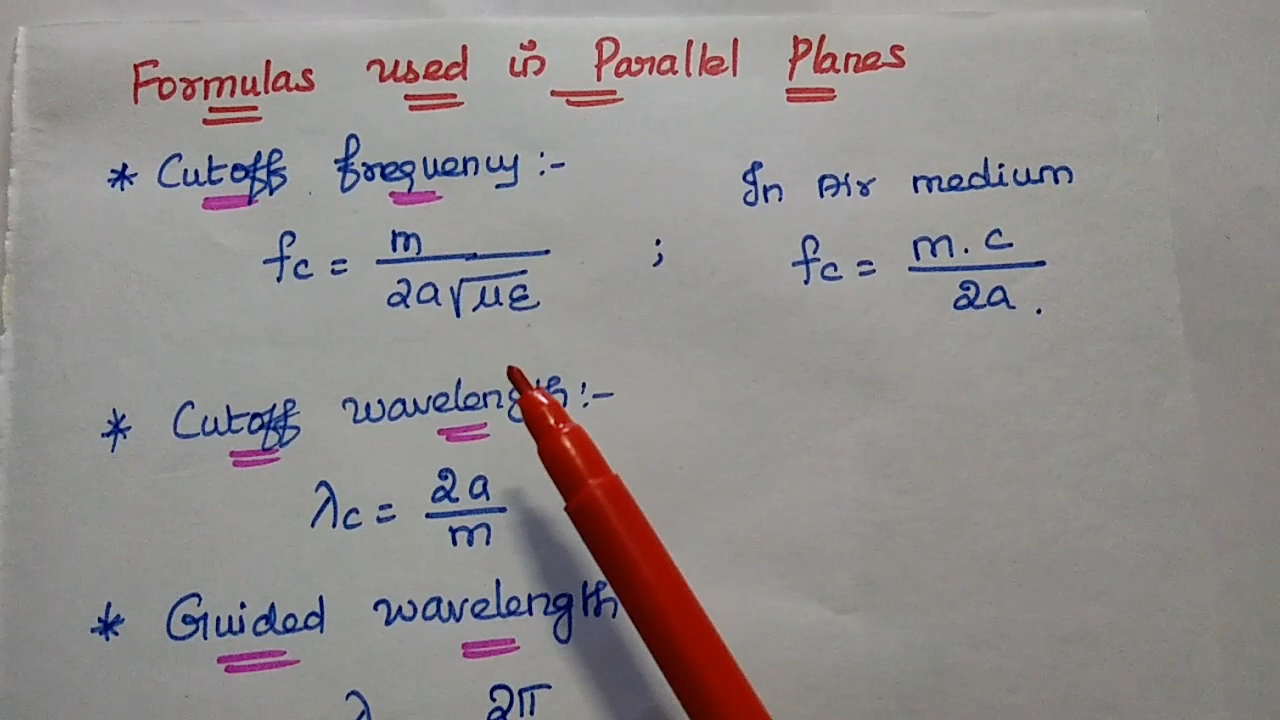 Formulas used in Parallel Planes
* Cutoff frequency :-
In Air medium
fc = m / 2a√με ; fc = m.c / 2a .
* Cutoff wavelength :-
λc = 2a / m
* Guided wavelength
λ 2π